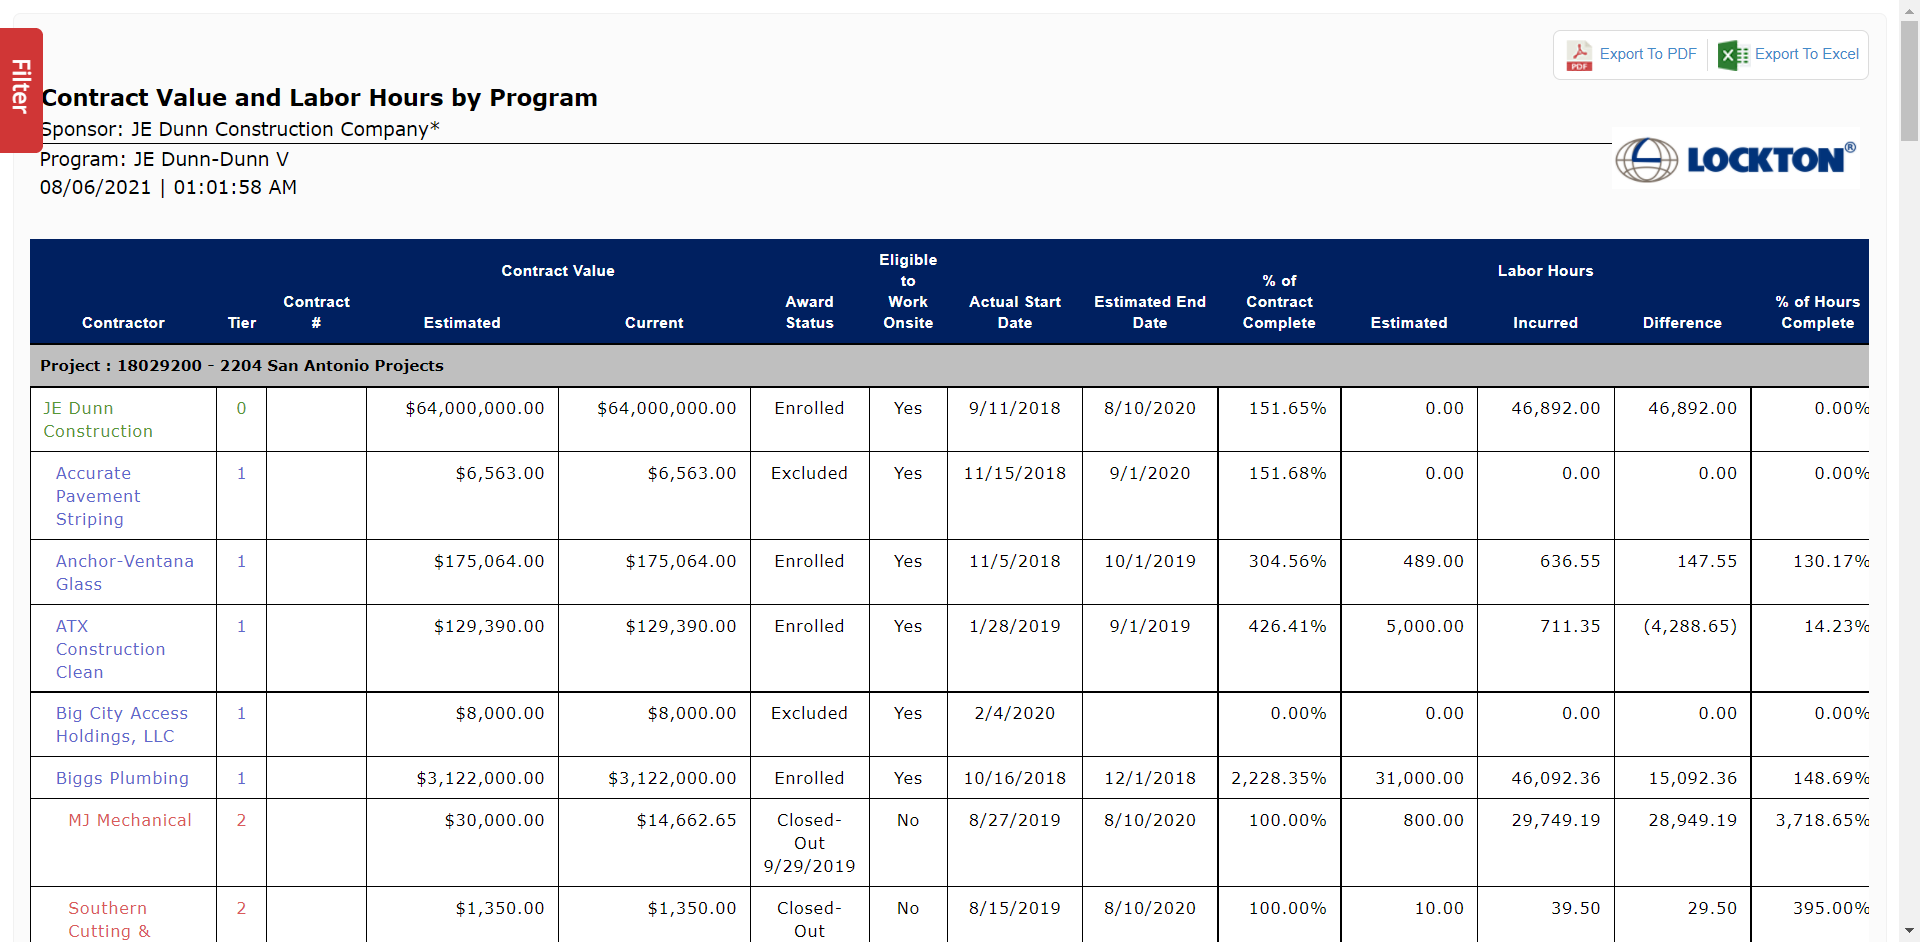 Filter
Export To PDF
Export To Excel
Contract Value and Labor Hours by Program
Sponsor: JE Dunn Construction Company*
Program: JE Dunn-Dunn V
08/06/2021 | 01:01:58 AM
LOCKTON®
Contract Value
Labor Hours
Contractor Tier Contract # Estimated Current Award Status Eligible to Work Onsite Actual Start Date Estimated End Date % of Contract Complete Estimated Incurred Difference % of Hours Complete
Project : 18029200 - 2204 San Antonio Projects
JE Dunn 0 $64,000,000.00 $64,000,000.00 Enrolled Yes 9/11/2018 8/10/2020 151.65% 0.00 46,892.00 46,892.00 0.00%
Construction
Accurate 1 $6,563.00 $6,563.00 Excluded Yes 11/15/2018 9/1/2020 151.68% 0.00 0.00 0.00 0.00%
Pavement
Striping
Anchor-Ventana 1 $175,064.00 $175,064.00 Enrolled Yes 11/5/2018 10/1/2019 304.56% 489.00 636.55 147.55 130.17%
Glass
ATX 1 $129,390.00 $129,390.00 Enrolled Yes 1/28/2019 9/1/2019 426.41% 5,000.00 711.35 (4,288.65) 14.23%
Construction
Clean
Big City Access 1 $8,000.00 $8,000.00 Excluded Yes 2/4/2020 0.00% 0.00 0.00 0.00 0.00%
Holdings, LLC
Biggs Plumbing 1 $3,122,000.00 $3,122,000.00 Enrolled Yes 10/16/2018 12/1/2018 2,228.35% 31,000.00 46,092.36 15,092.36 148.69%
MJ Mechanical 2 $30,000.00 $14,662.65 Closed- No 8/27/2019 8/10/2020 100.00% 800.00 29,749.19 28,949.19 3,718.65%
Out
9/29/2019
Southern 2 $1,350.00 $1,350.00 Closed- No 8/15/2019 8/10/2020 100.00% 10.00 39.50 29.50 395.00%
Cutting & Out